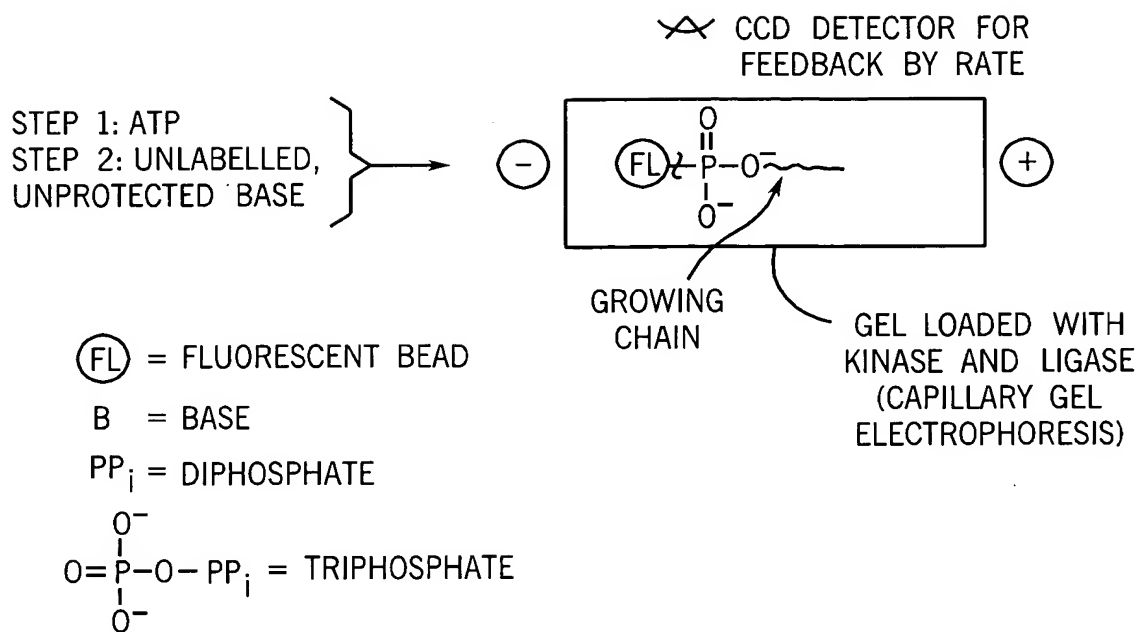 CCD DETECTOR FOR
FEEDBACK BY RATE
STEP 1: ATP
STEP 2: UNLABELLED,
UNPROTECTED BASE
−
FL
O
P
O−
O−
+
GROWING
CHAIN
GEL LOADED WITH
KINASE AND LIGASE
(CAPILLARY GEL
ELECTROPHORESIS)
FL = FLUORESCENT BEAD
B = BASE
PPi = DIPHOSPHATE
O−
O=P−O−PPi = TRIPHOSPHATE
O−